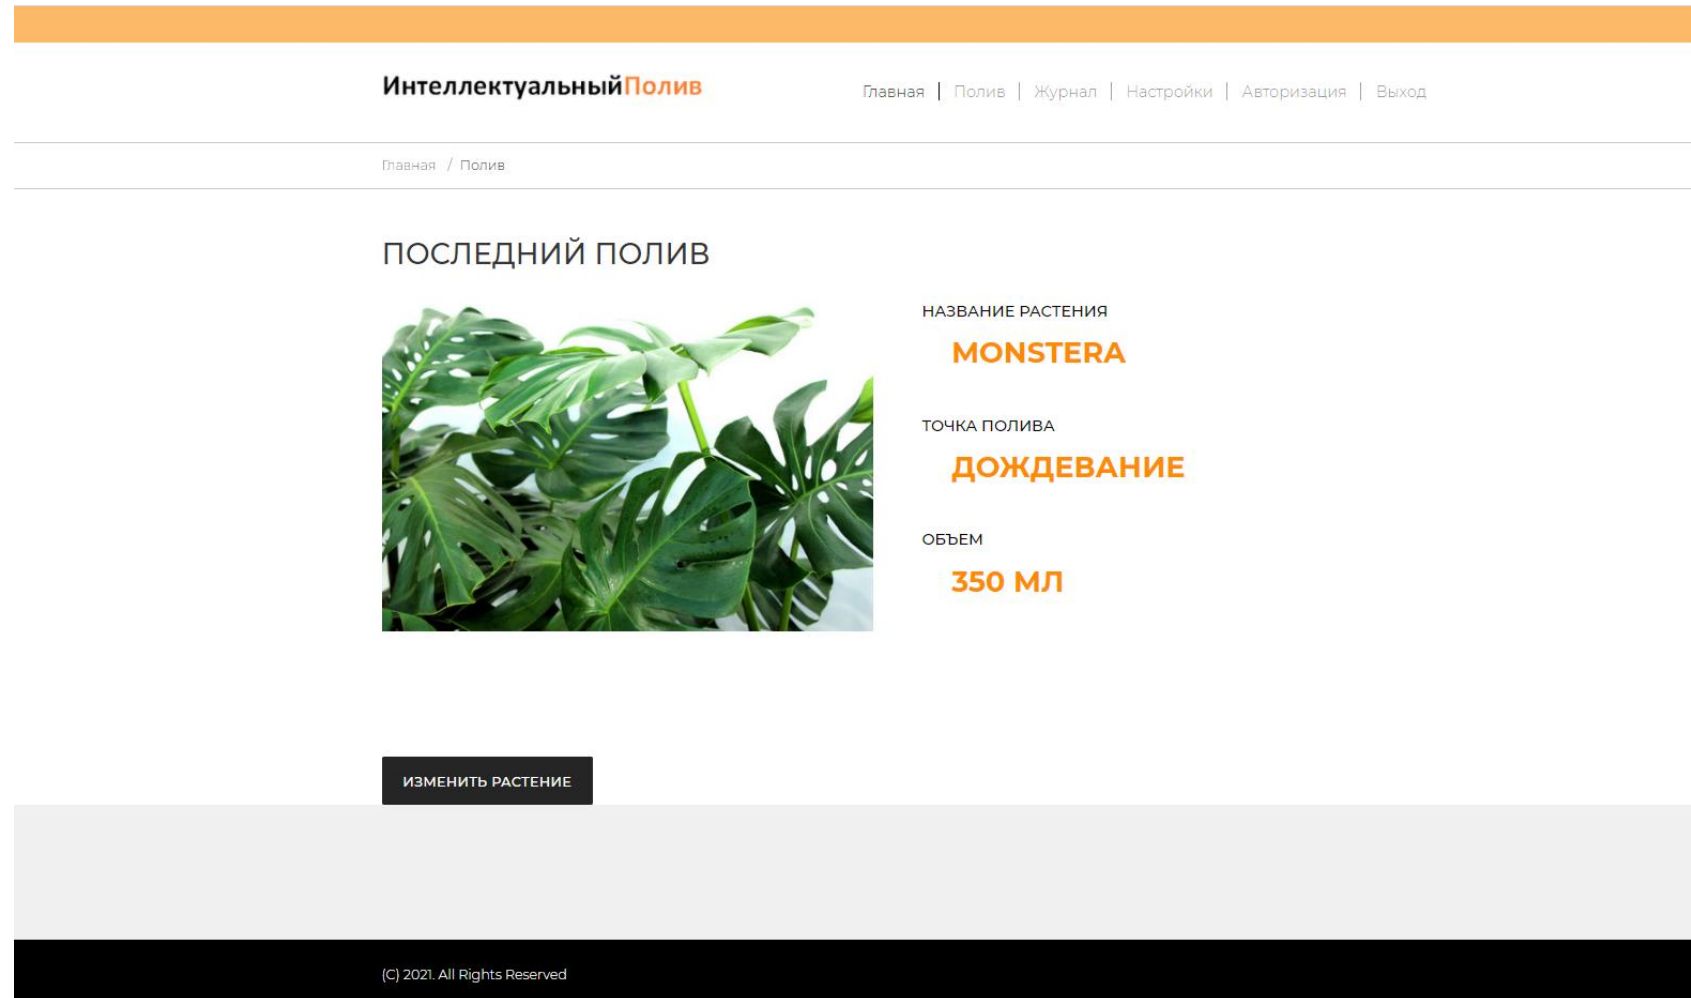 ИнтеллектуальныйПолив
Главная | Полив | Журнал | Настройки | Авторизация | Выход
Главная / Полив
ПОСЛЕДНИЙ ПОЛИВ
НАЗВАНИЕ РАСТЕНИЯ
MONSTERA
ТОЧКА ПОЛИВА
ДОЖДЕВАНИЕ
ОБЪЕМ
350 МЛ
ИЗМЕНИТЬ РАСТЕНИЕ
(C) 2021. All Rights Reserved